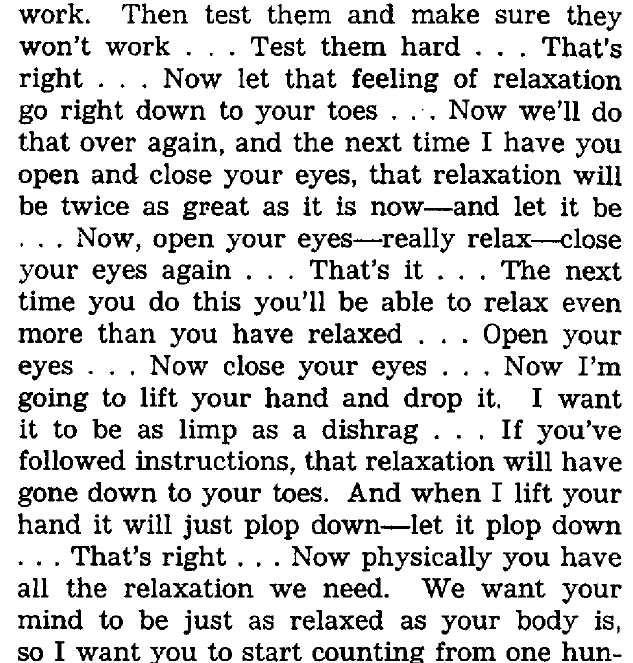 work.  Then test them and make sure they
won't work . . . Test them hard . . . That's
right . . . Now let that feeling of relaxation
go right down to your toes . . . Now we'll do
that over again, and the next time I have you
open and close your eyes, that relaxation will
be twice as great as it is now—and let it be
. . . Now, open your eyes—really relax—close
your eyes again . . . That's it . . . The next
time you do this you'll be able to relax even
more than you have relaxed . . . Open your
eyes . . . Now close your eyes . . . Now I'm
going to lift your hand and drop it.  I want
it to be as limp as a dishrag . . . If you've
followed instructions, that relaxation will have
gone down to your toes.  And when I lift your
hand it will just plop down—let it plop down
. . . That's right . . . Now physically you have
all the relaxation we need.  We want your
mind to be just as relaxed as your body is,
so I want you to start counting from one hun-